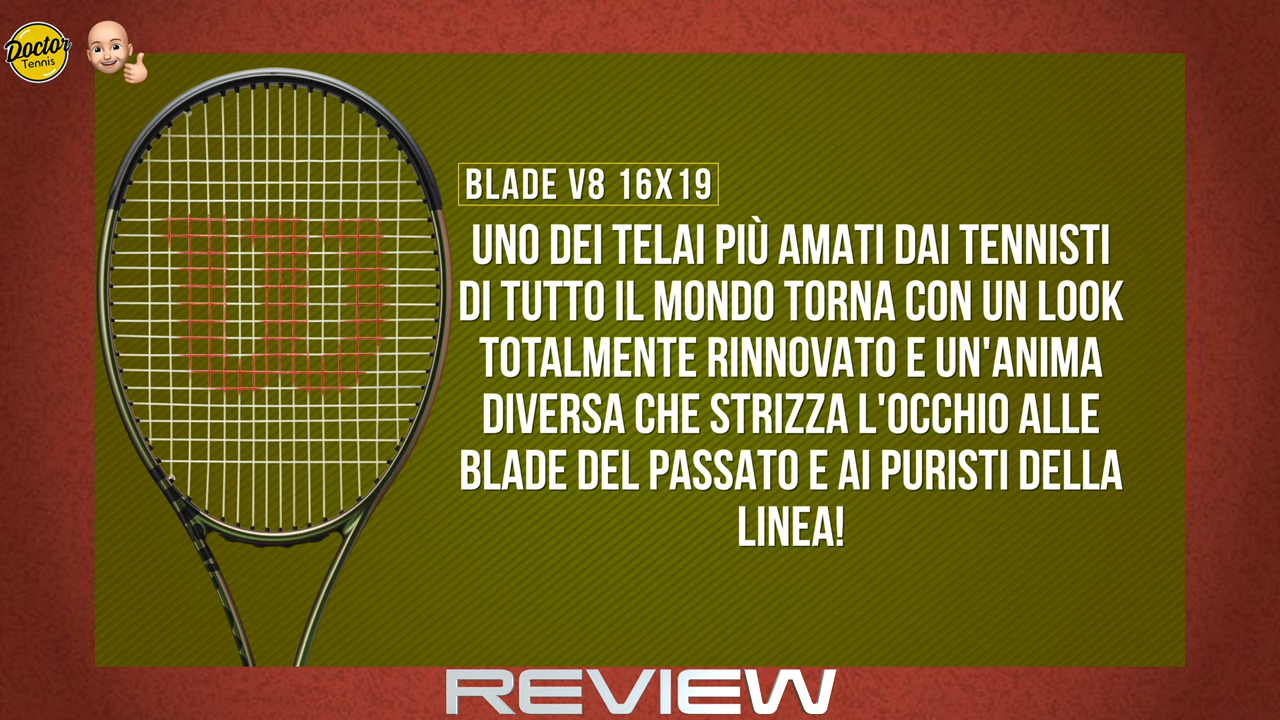 Doctor
Tennis
BLADE V8 16X19
UNO DEI TELAI PIÙ AMATI DAI TENNISTI
DI TUTTO IL MONDO TORNA CON UN LOOK
TOTALMENTE RINNOVATO E UN'ANIMA
DIVERSA CHE STRIZZA L'OCCHIO ALLE
BLADE DEL PASSATO E AI PURISTI DELLA
LINEA!
REVIEW